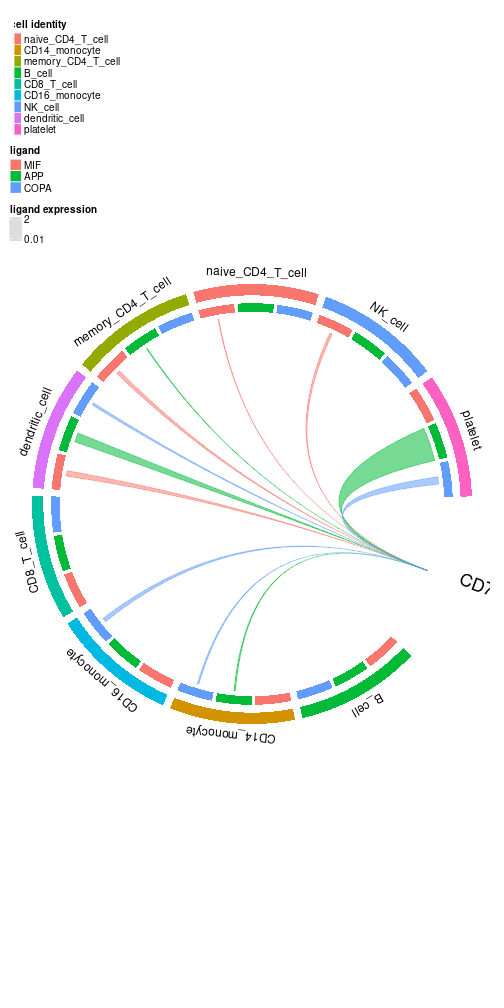 cell identity
naive_CD4_T_cell
CD14_monocyte
memory_CD4_T_cell
B_cell
CD8_T_cell
CD16_monocyte
NK_cell
dendritic_cell
platelet
ligand
MIF
APP
COPA
ligand expression
2
0.01
naive_CD4_T_cell
memory_CD4_T_cell
NK_cell
dendritic_cell
platelet
CD8_T_cell
CD7
CD16_monocyte
B_cell
CD14_monocyte